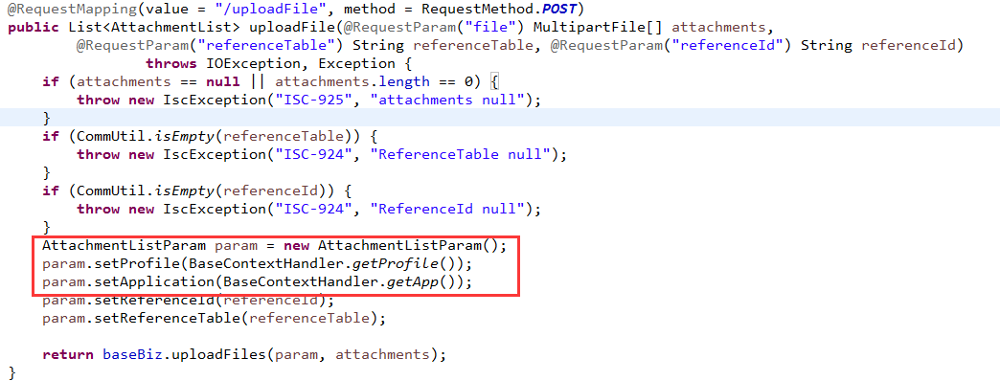 @RequestMapping(value = "/uploadFile", method = RequestMethod.POST)
public List<AttachmentList> uploadFile(@RequestParam("file") MultipartFile[] attachments,
@RequestParam("referenceTable") String referenceTable, @RequestParam("referenceId") String referenceId)
throws IOException, Exception {
if (attachments == null || attachments.length == 0) {
throw new IscException("ISC-925", "attachments null");
}
if (CommUtil.isEmpty(referenceTable)) {
throw new IscException("ISC-924", "ReferenceTable null");
}
if (CommUtil.isEmpty(referenceId)) {
throw new IscException("ISC-924", "ReferenceId null");
}
AttachmentListParam param = new AttachmentListParam();
param.setProfile(BaseContextHandler.getProfile());
param.setApplication(BaseContextHandler.getApp());
param.setReferenceId(referenceId);
param.setReferenceTable(referenceTable);
return baseBiz.uploadFiles(param, attachments);
}